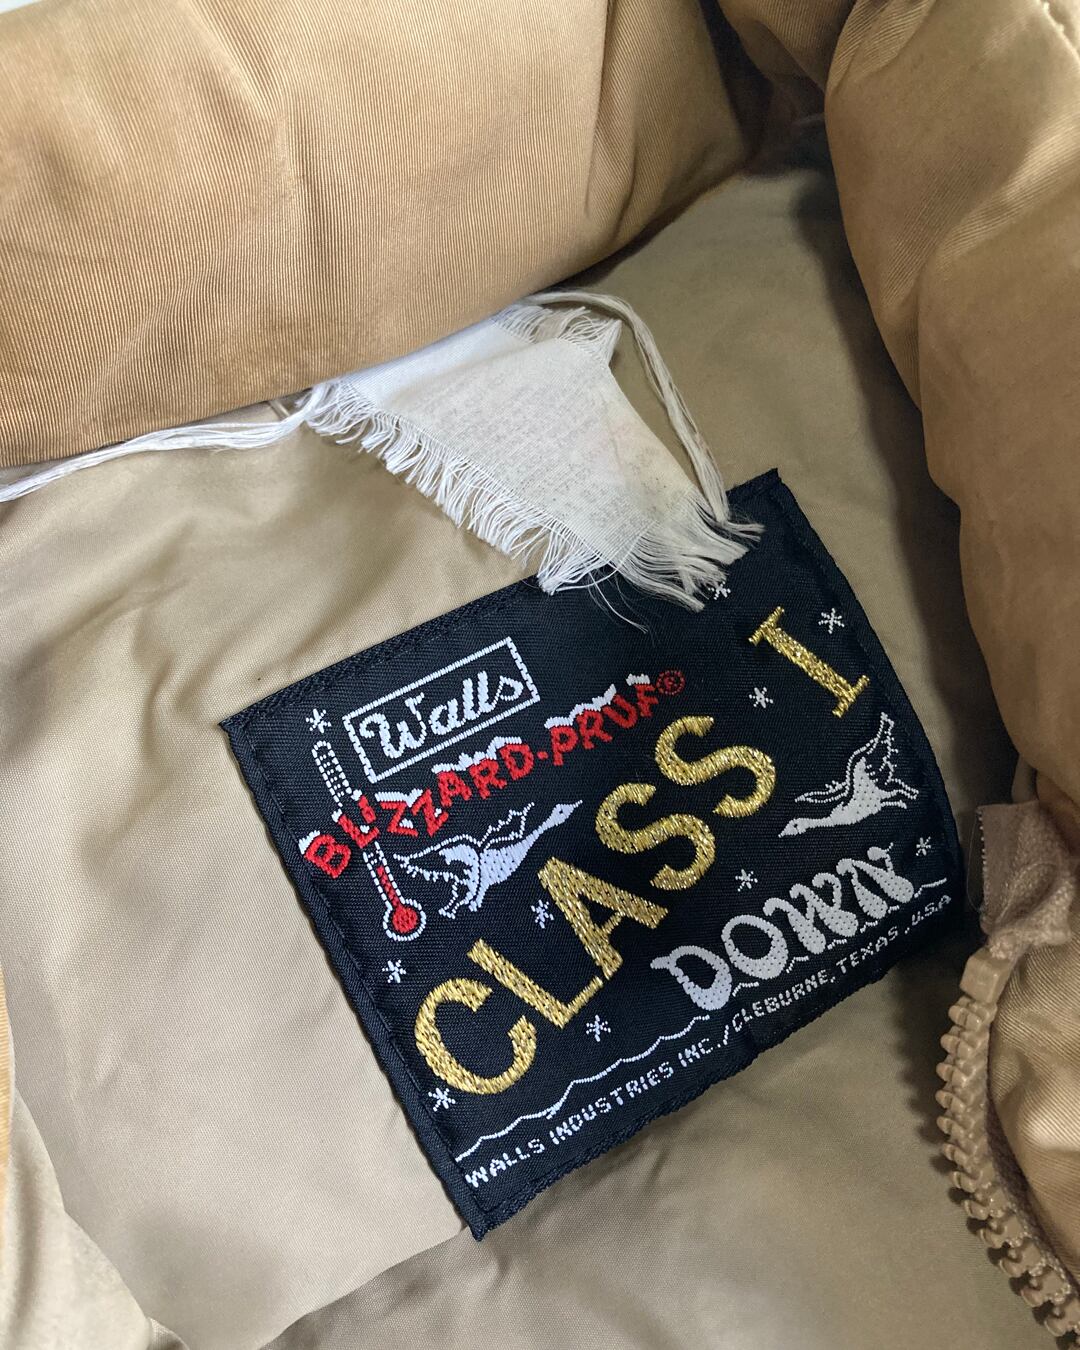 Walls
BLIZZARD-PRUF®
CLASS I
DOWN
WALLS INDUSTRIES INC./CLEBURNE, TEXAS, U.S.A